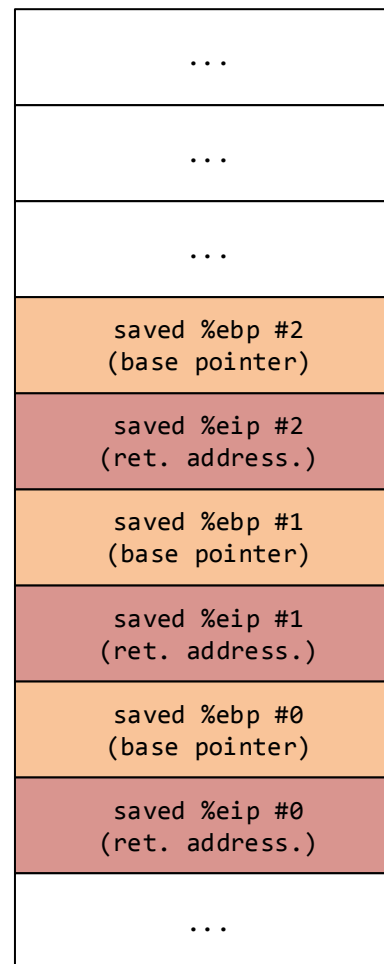 ...
...
...
saved %ebp #2
(base pointer)
saved %eip #2
(ret. address.)
saved %ebp #1
(base pointer)
saved %eip #1
(ret. address.)
saved %ebp #0
(base pointer)
saved %eip #0
(ret. address.)
...